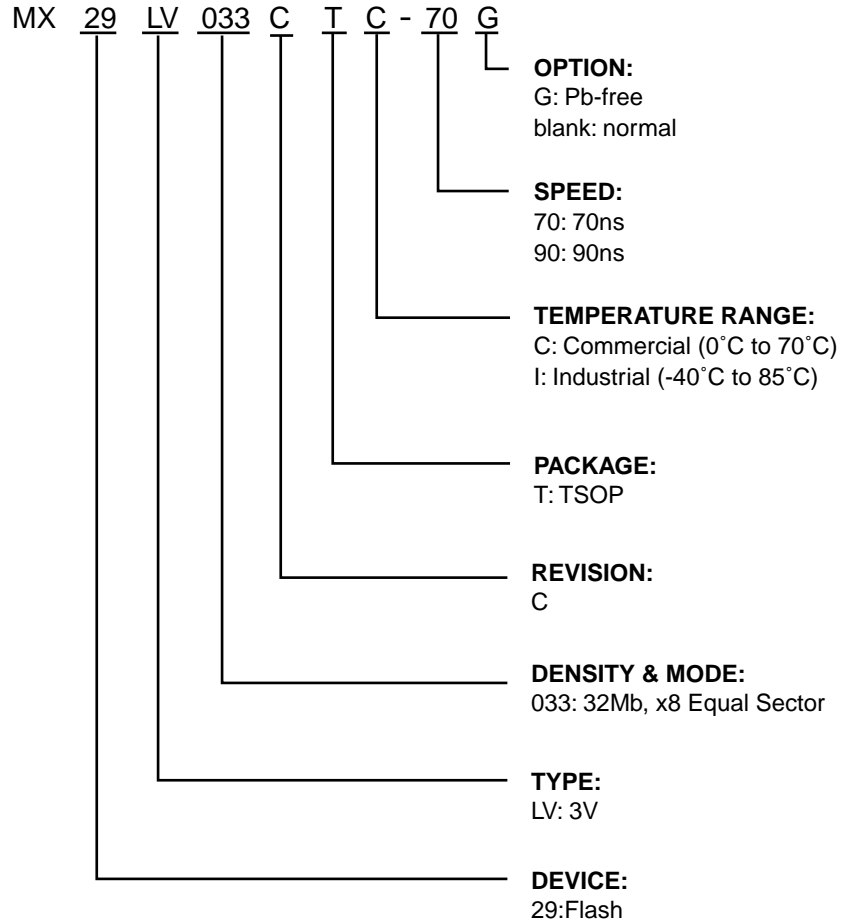 MX 29 LV 033 C T C - 70 G
OPTION:
G: Pb-free
blank: normal
SPEED:
70: 70ns
90: 90ns
TEMPERATURE RANGE:
C: Commercial (0˚C to 70˚C)
I: Industrial (-40˚C to 85˚C)
PACKAGE:
T: TSOP
REVISION:
C
DENSITY & MODE:
033: 32Mb, x8 Equal Sector
TYPE:
LV: 3V
DEVICE:
29:Flash